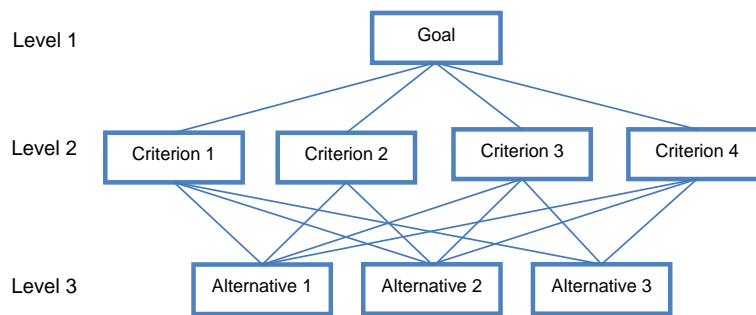 Level 1
Goal
Level 2
Criterion 1
Criterion 2
Criterion 3
Criterion 4
Level 3
Alternative 1
Alternative 2
Alternative 3